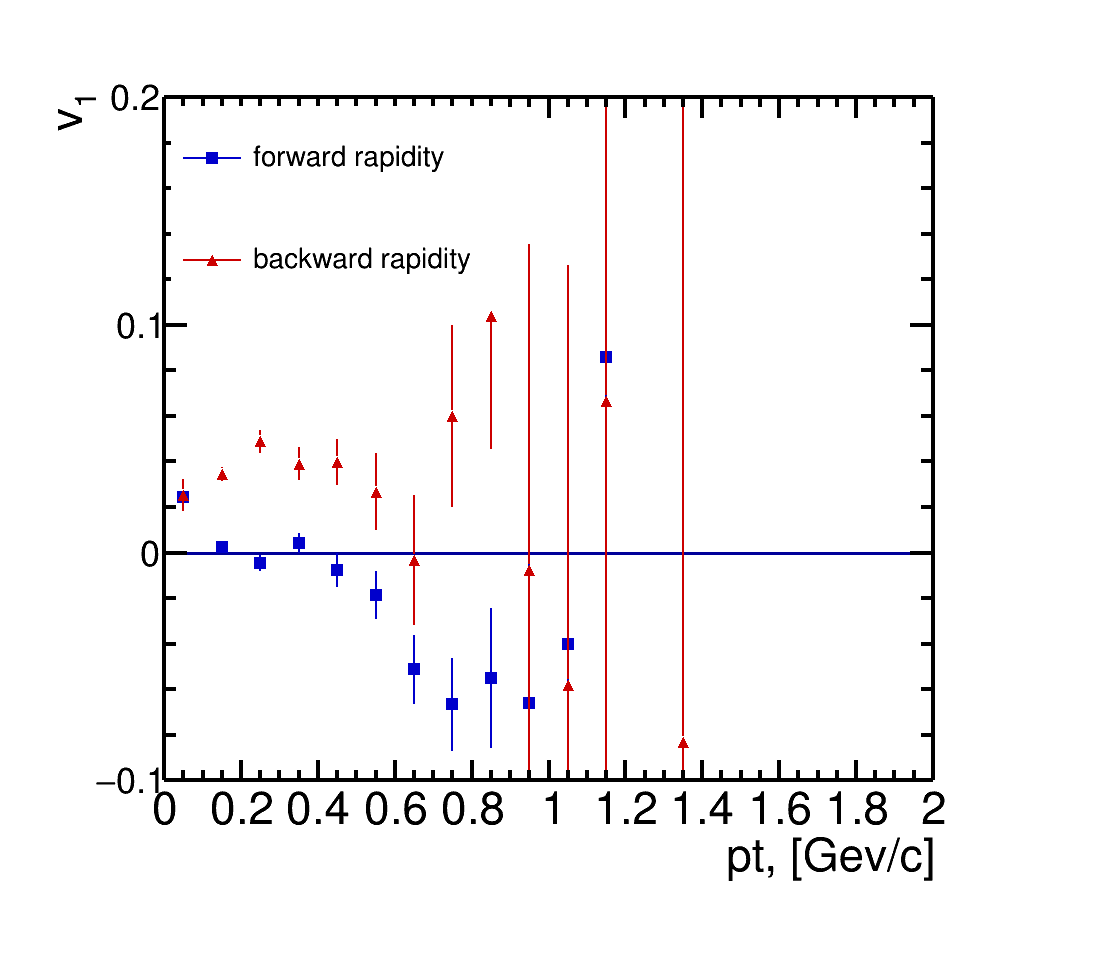 v1
0.2
forward rapidity
backward rapidity
0.1
0
−0.1
0 0.2 0.4 0.6 0.8 1 1.2 1.4 1.6 1.8 2
pt, [Gev/c]